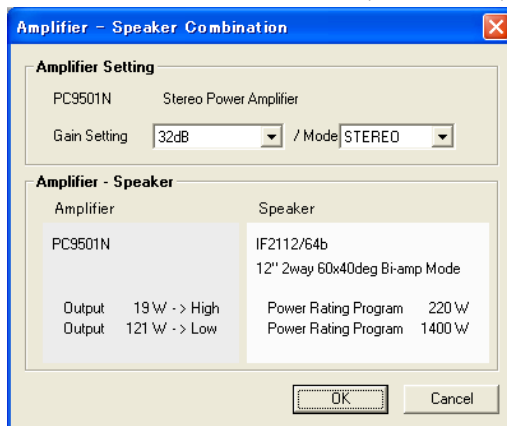 Amplifier – Speaker Combination
Amplifier Setting
PC9501N Stereo Power Amplifier
Gain Setting 32dB / Mode STEREO
Amplifier - Speaker
Amplifier Speaker
PC9501N IF2112/64b
12'' 2way 60x40deg Bi-amp Mode
Output 19 W -> High Power Rating Program 220 W
Output 121 W -> Low Power Rating Program 1400 W
OK Cancel